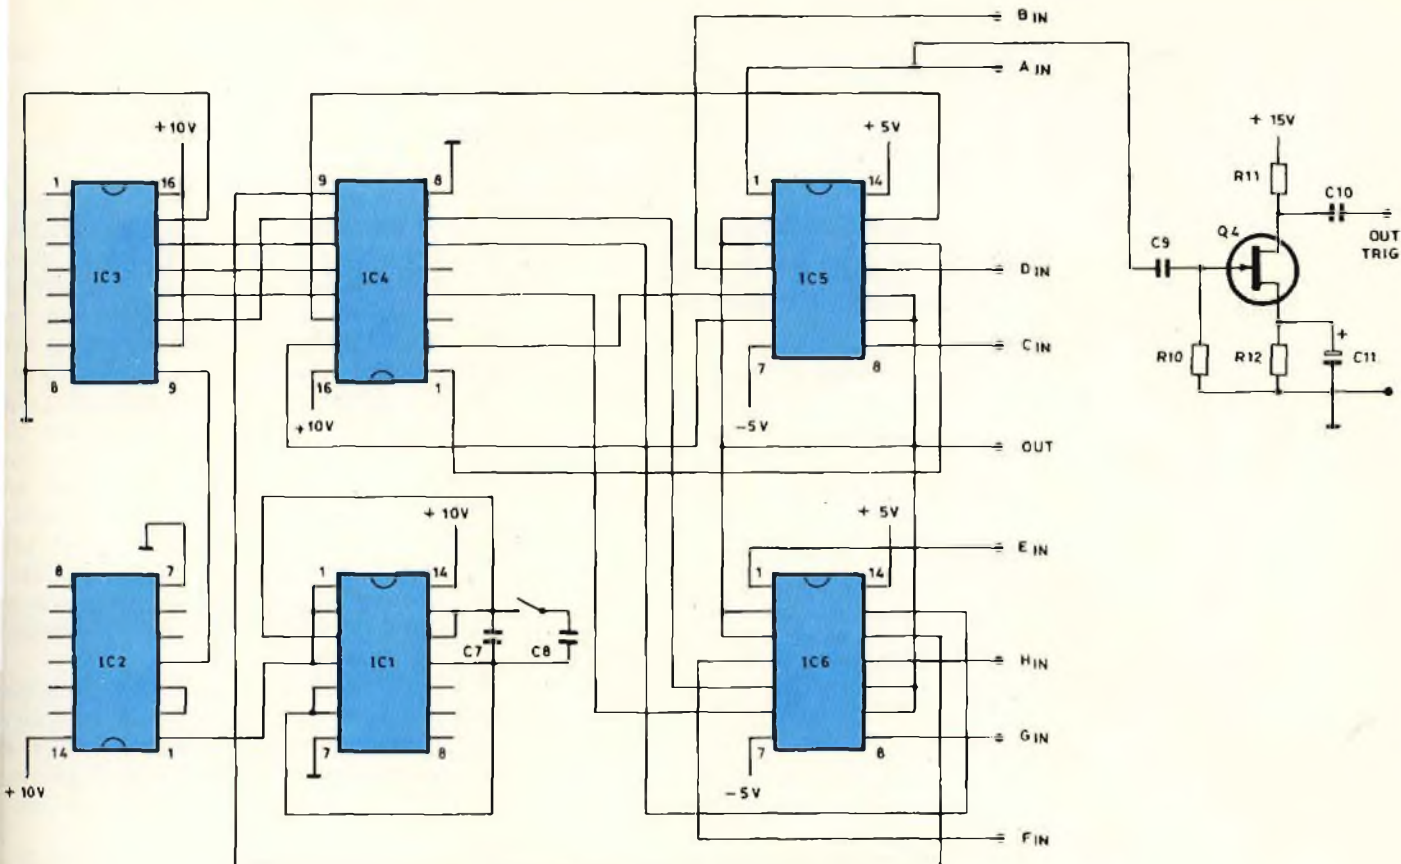 B IN
A IN
+ 15V
+ 10V
+ 5V
R11
C10
1
16
9
8
1
14
Q4
OUT
TRIG
C9
IC3
IC4
IC5
D IN
R10
R12
+
C11
C IN
8
9
16
1
7
8
+10V
-5V
OUT
+ 10V
+ 5V
E IN
8
7
1
14
1
14
C7
C8
IC2
IC1
IC6
H IN
14
1
7
8
7
8
G IN
+ 10V
-5V
F IN